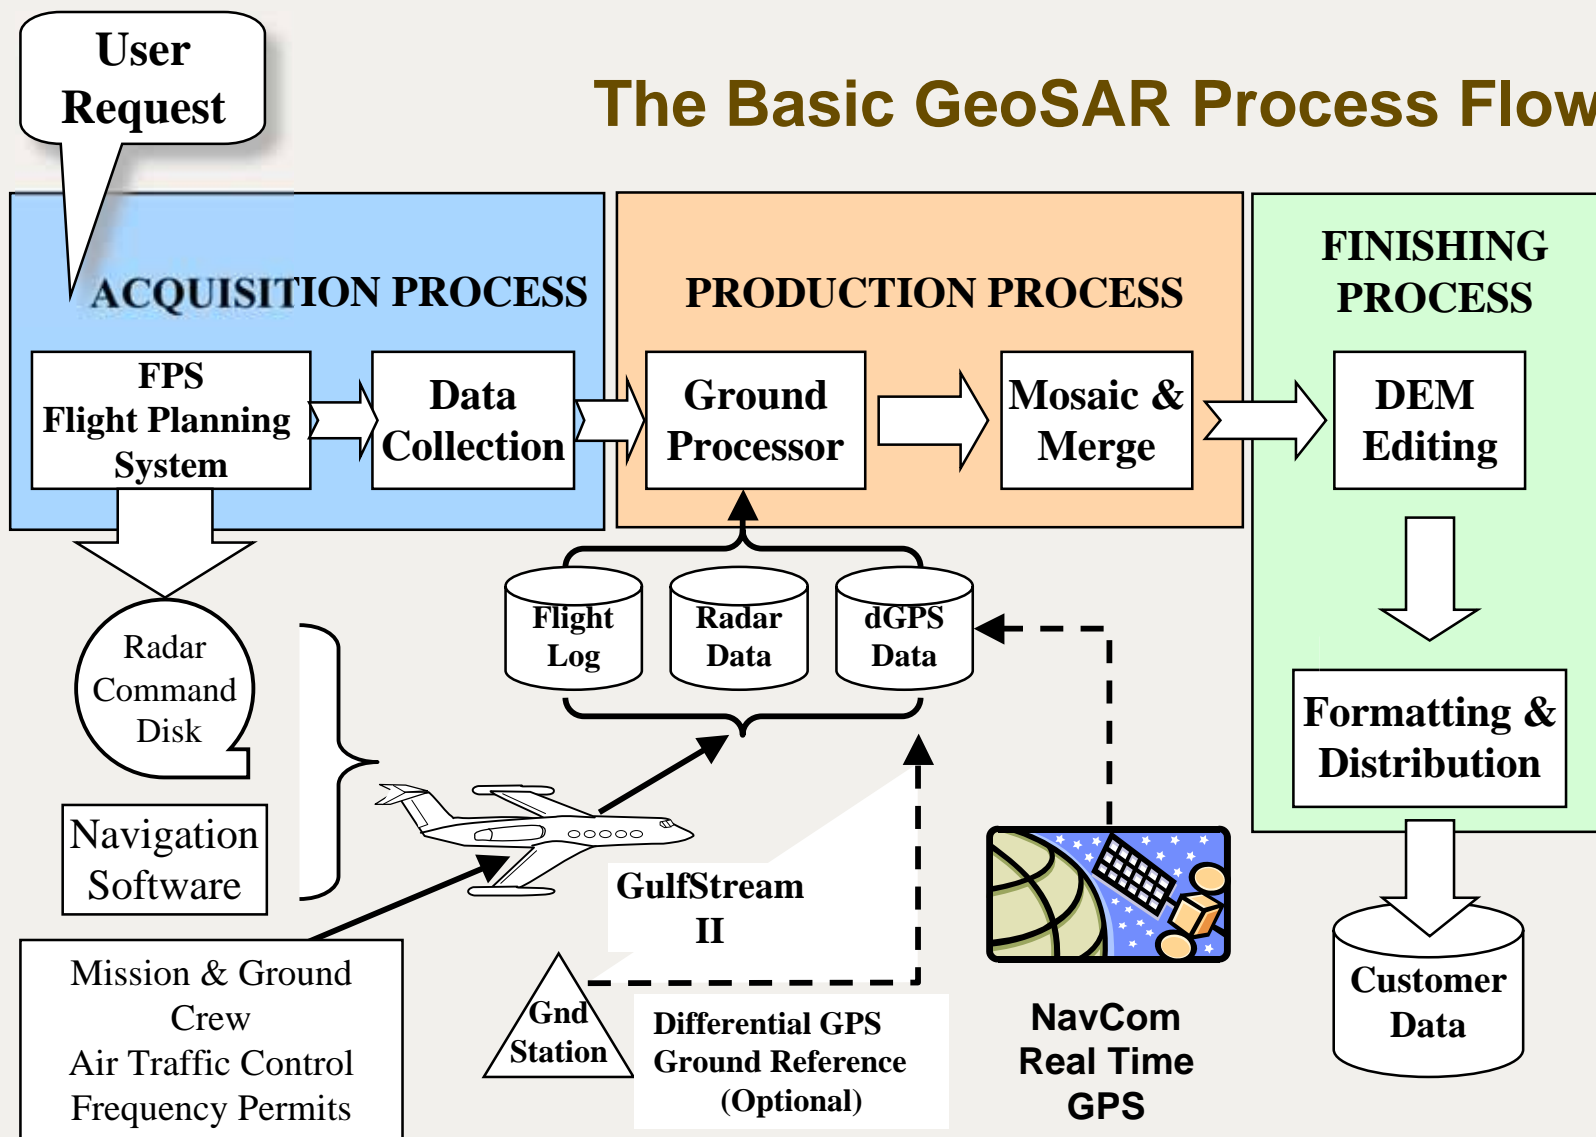 User
Request
The Basic GeoSAR Process Flow
ACQUISITION PROCESS
PRODUCTION PROCESS
FINISHING
PROCESS
FPS
Flight Planning
System
Data
Collection
Ground
Processor
Mosaic &
Merge
DEM
Editing
Radar
Command
Disk
Flight
Log
Radar
Data
dGPS
Data
Formatting &
Distribution
Navigation
Software
GulfStream
II
Mission & Ground
Crew
Air Traffic Control
Frequency Permits
Gnd
Station
Differential GPS
Ground Reference
(Optional)
NavCom
Real Time
GPS
Customer
Data